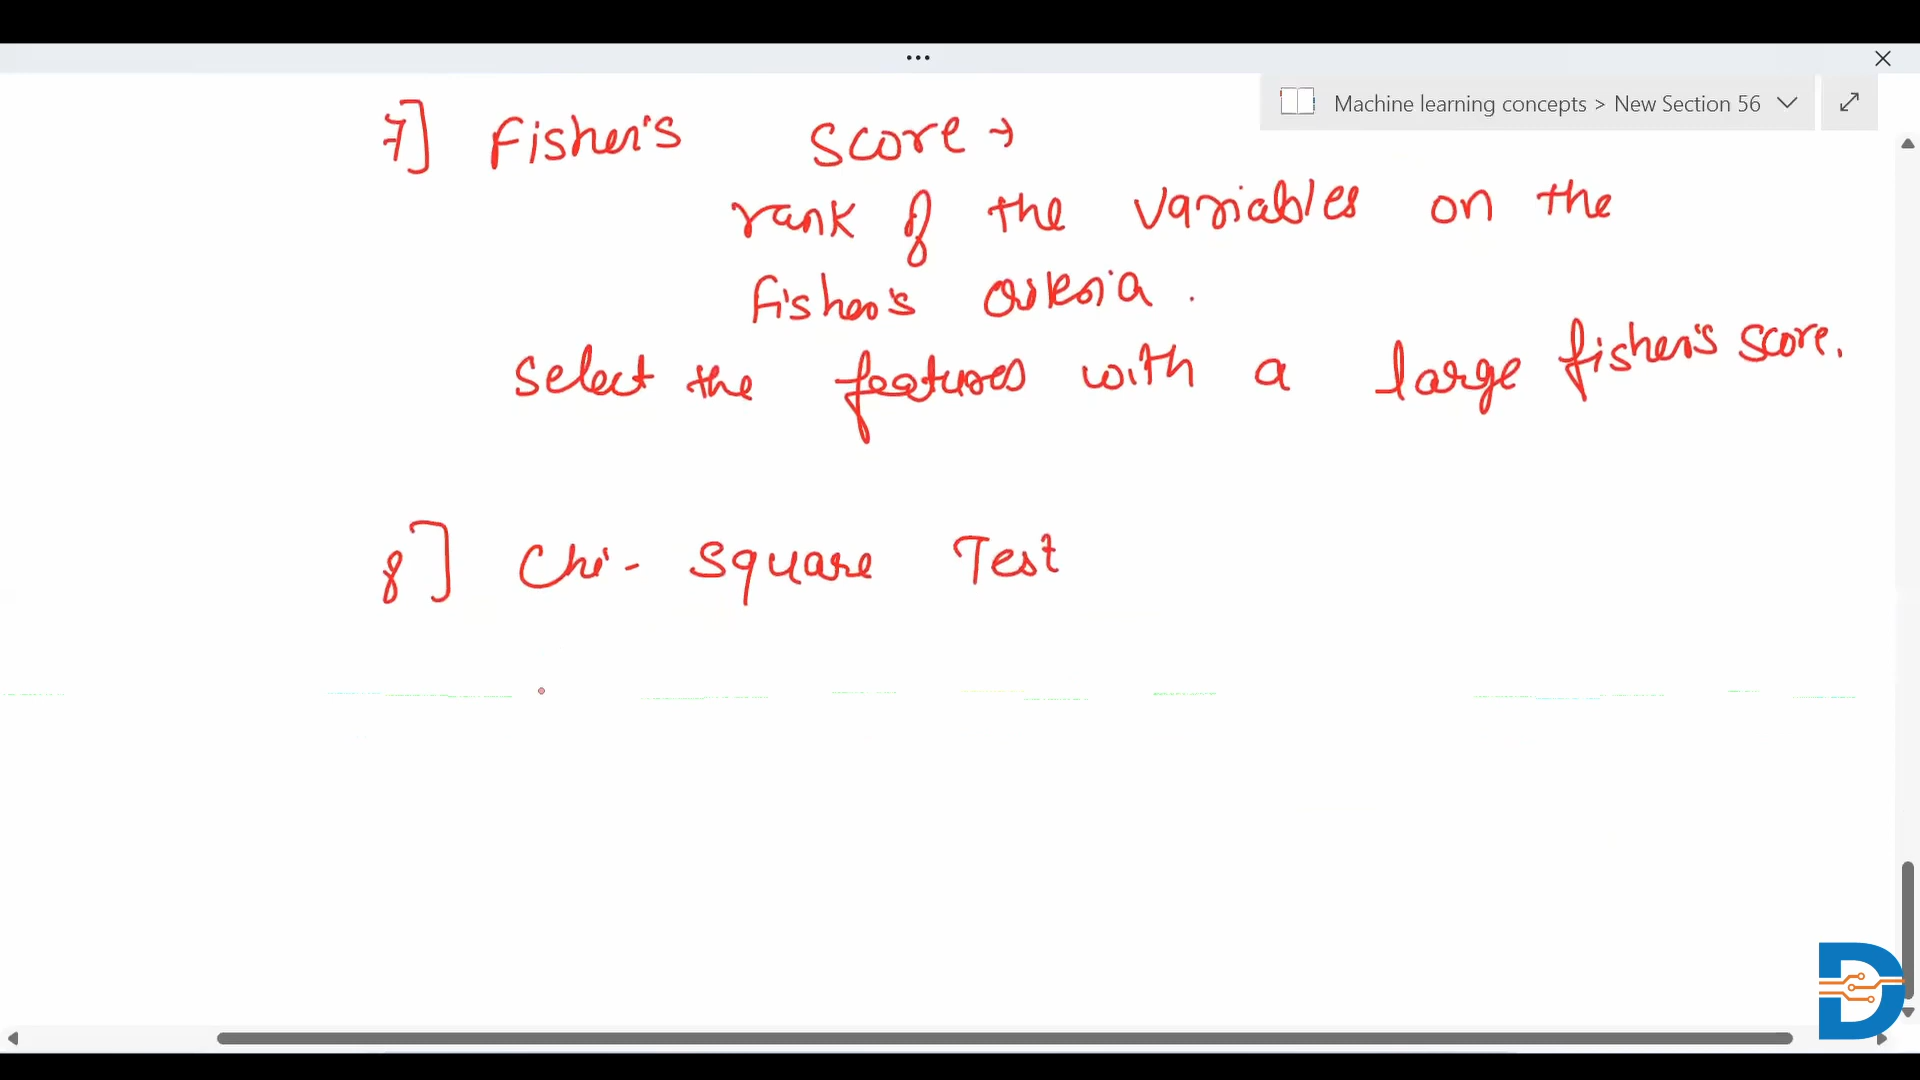 ...
Machine learning concepts > New Section 56
7] Fisher's Score →
rank of the variables on the
Fisher's criteria.
Select the features with a large fisher's score.
8] Chi-Square Test
D